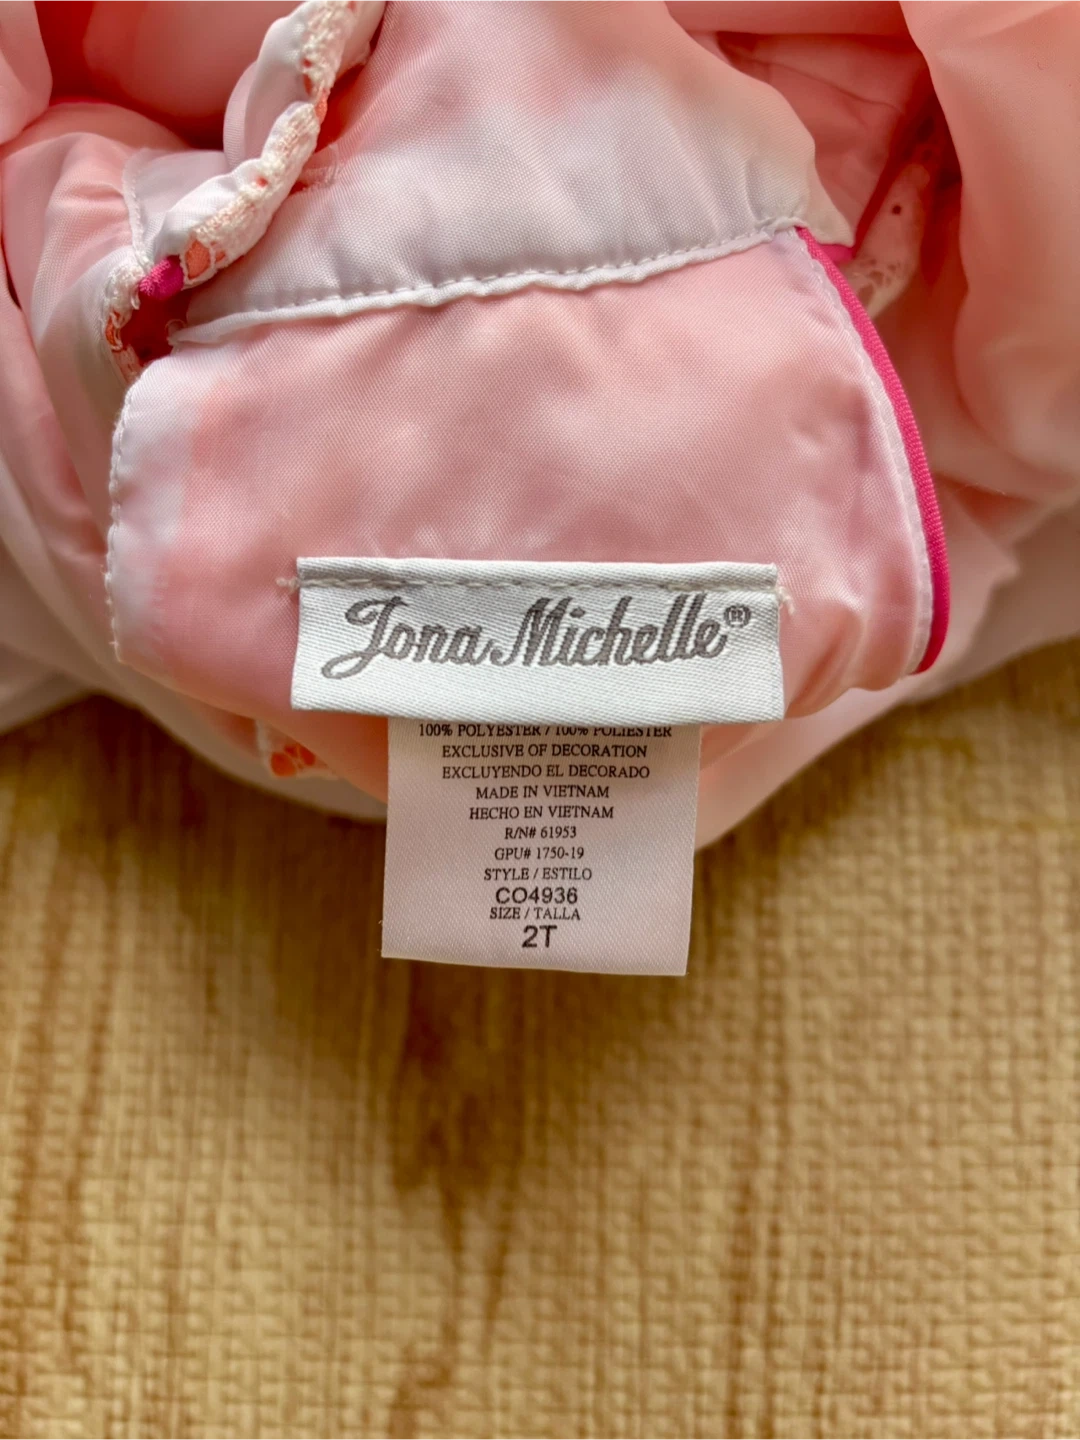 Jona Michelle®
100% POLYESTER / 100% POLIESTER
EXCLUSIVE OF DECORATION
EXCLUYENDO EL DECORADO
MADE IN VIETNAM
HECHO EN VIETNAM
R/N# 61953
GPU# 1750-19
STYLE / ESTILO
CO4936
SIZE / TALLA
2T